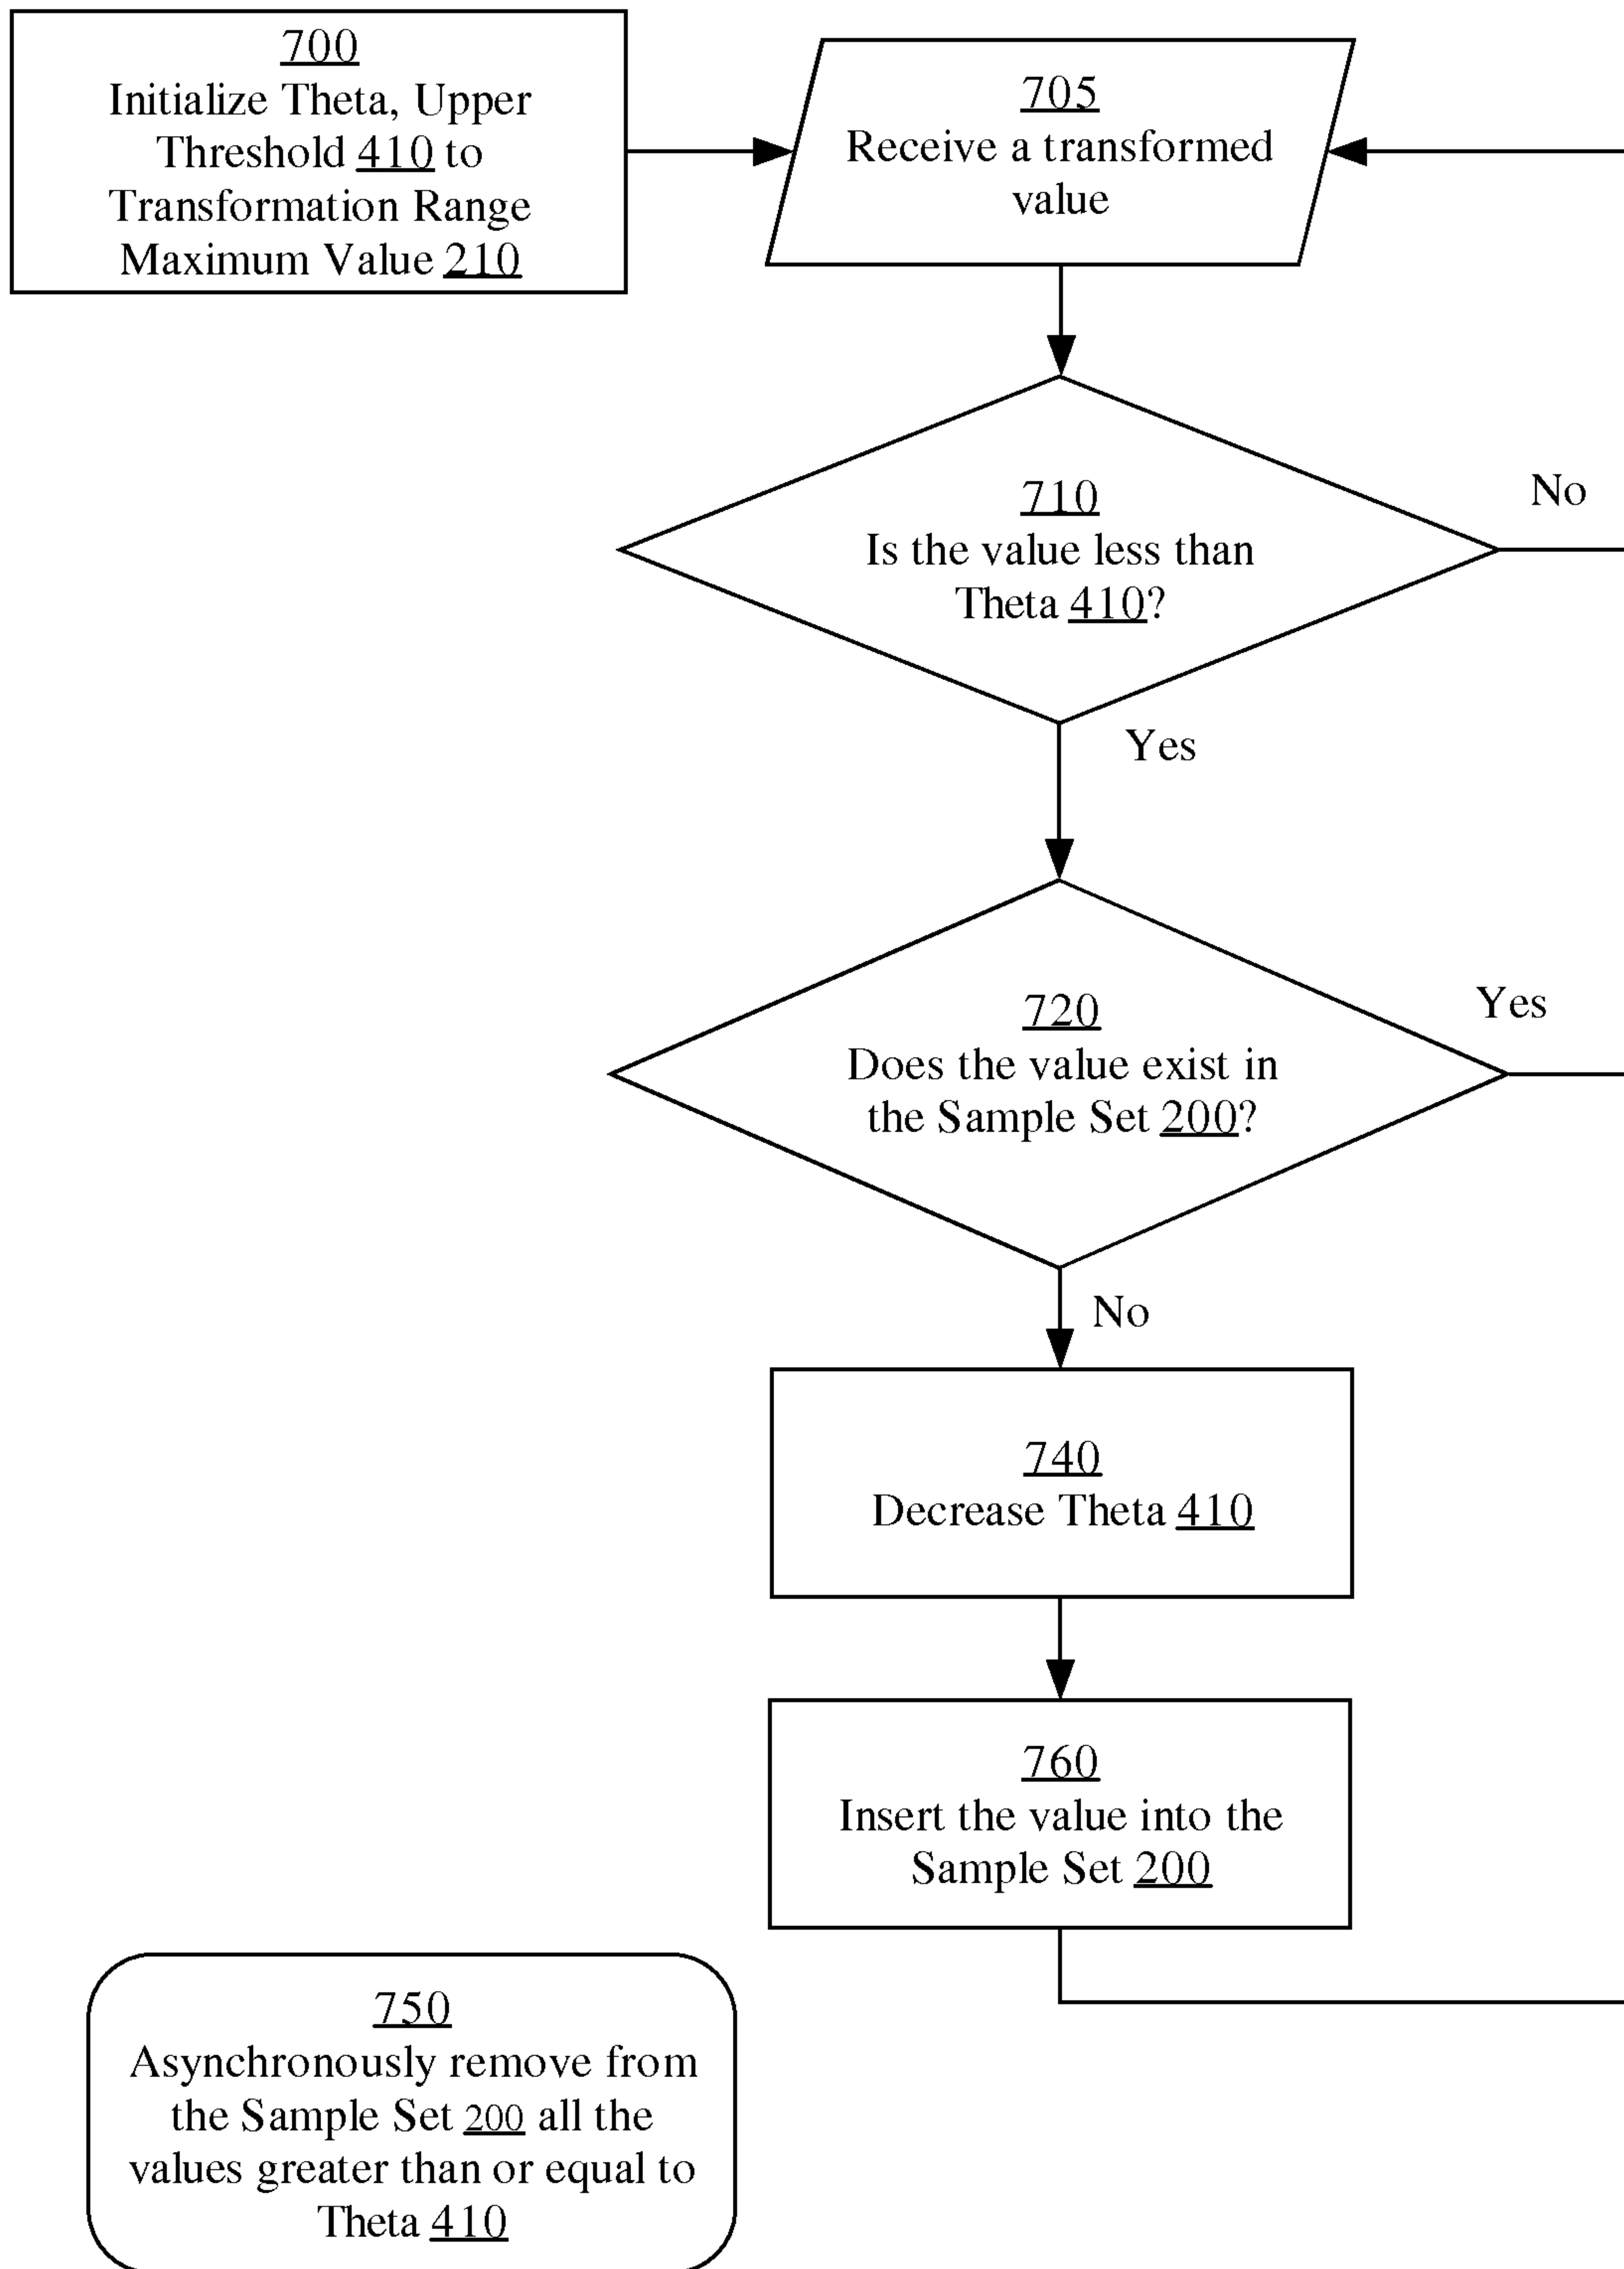 700
Initialize Theta, Upper
Threshold 410 to
Transformation Range
Maximum Value 210
705
Receive a transformed
value
710
Is the value less than
Theta 410?
No
Yes
720
Does the value exist in
the Sample Set 200?
Yes
No
740
Decrease Theta 410
760
Insert the value into the
Sample Set 200
750
Asynchronously remove from
the Sample Set 200 all the
values greater than or equal to
Theta 410